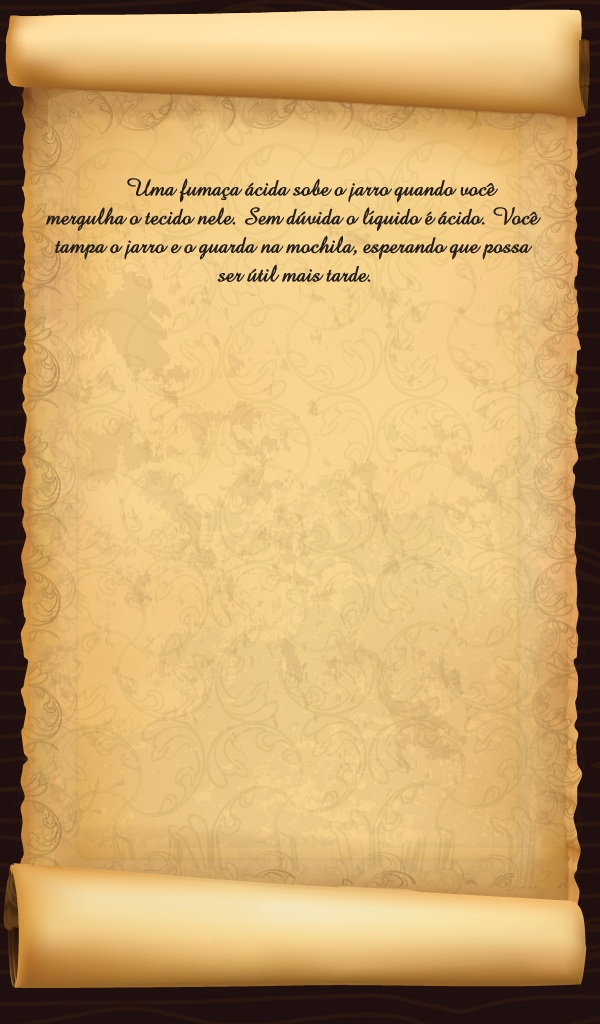 Uma fumaça ácida sobe o jarro quando você
mergulha o tecido nele. Sem dúvida o líquido é ácido. Você
tampa o jarro e o guarda na mochila, esperando que possa
ser útil mais tarde.